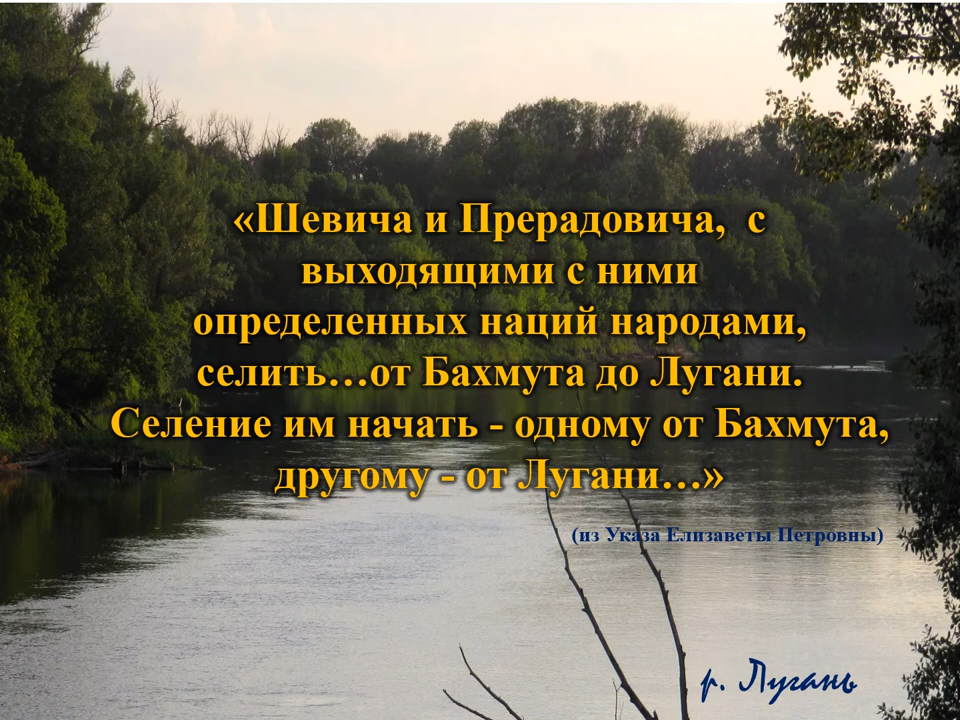 «Шевича и Прерадовича,  с
выходящими с ними
определенных наций народами,
селить…от Бахмута до Лугани.
Селение им начать - одному от Бахмута,
другому - от Лугани…»
(из Указа Елизаветы Петровны)
р. Лугань